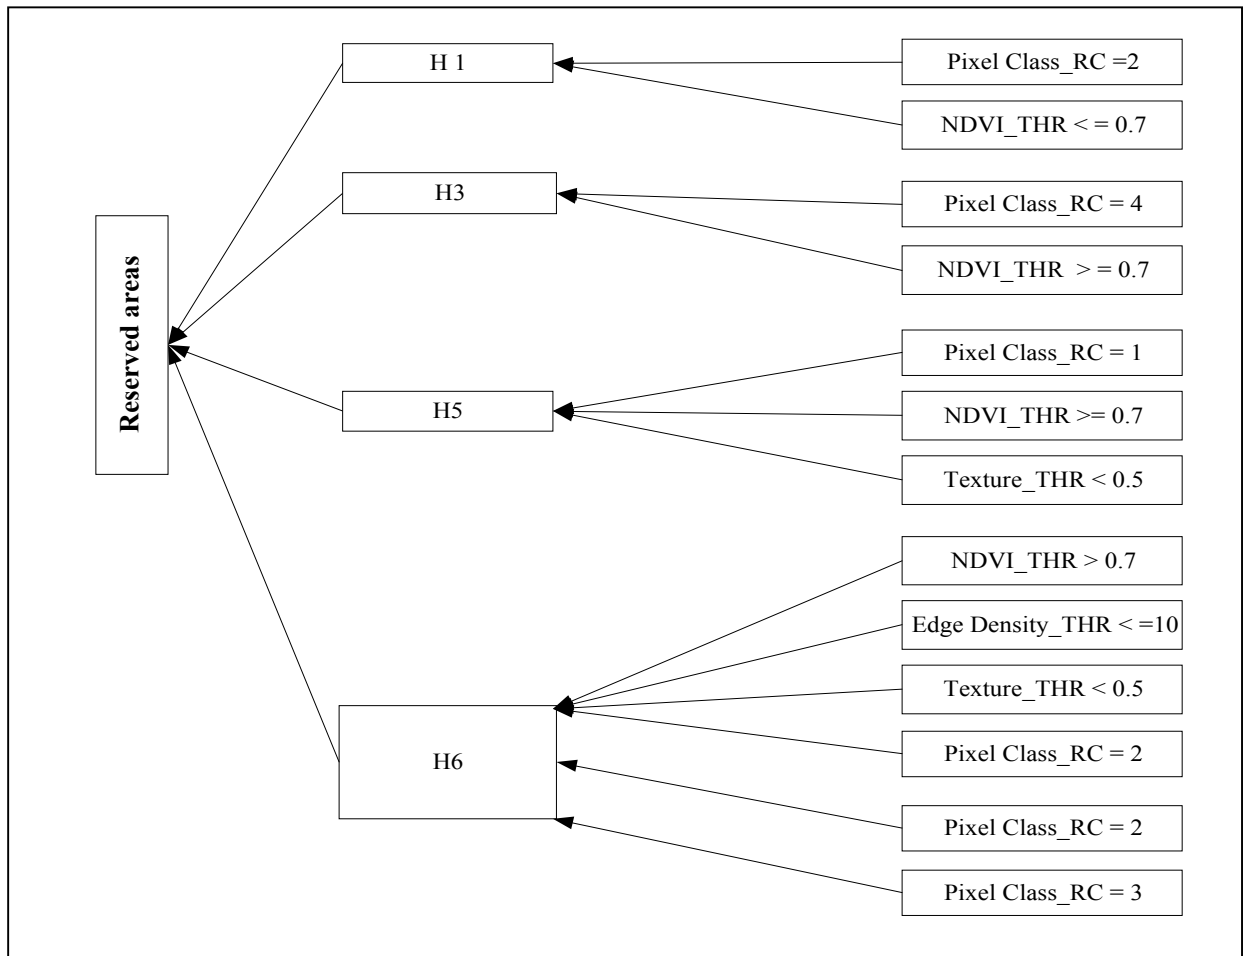 H 1
Pixel Class_RC =2
NDVI_THR < = 0.7
H3
Pixel Class_RC = 4
NDVI_THR > = 0.7
Reserved areas
H5
Pixel Class_RC = 1
NDVI_THR >= 0.7
Texture_THR < 0.5
H6
NDVI_THR > 0.7
Edge Density_THR < =10
Texture_THR < 0.5
Pixel Class_RC = 2
Pixel Class_RC = 2
Pixel Class_RC = 3